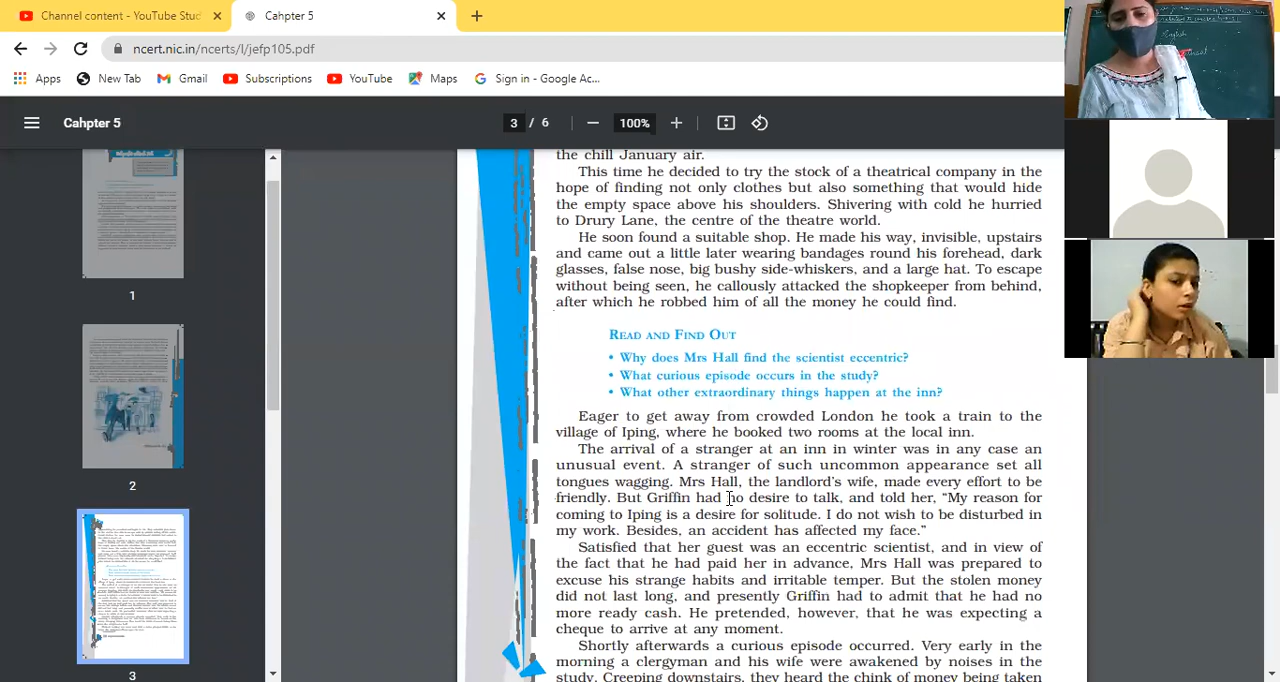 Channel content - YouTube Stud
Cahpter 5
ncert.nic.in/ncerts/l/jefp105.pdf
Apps
New Tab
Gmail
Subscriptions
YouTube
Maps
Sign in - Google Ac...
Cahpter 5
3 / 6
100%
1
2
3
the chill January air.
This time he decided to try the stock of a theatrical company in the
hope of finding not only clothes but also something that would hide
the empty space above his shoulders. Shivering with cold he hurried
to Drury Lane, the centre of the theatre world.
He soon found a suitable shop. He made his way, invisible, upstairs
and came out a little later wearing bandages round his forehead, dark
glasses, false nose, big bushy side-whiskers, and a large hat. To escape
without being seen, he callously attacked the shopkeeper from behind,
after which he robbed him of all the money he could find.
READ AND FIND OUT
• Why does Mrs Hall find the scientist eccentric?
• What curious episode occurs in the study?
• What other extraordinary things happen at the inn?
Eager to get away from crowded London he took a train to the
village of Iping, where he booked two rooms at the local inn.
The arrival of a stranger at an inn in winter was in any case an
unusual event. A stranger of such uncommon appearance set all
tongues wagging. Mrs Hall, the landlord's wife, made every effort to be
friendly. But Griffin had no desire to talk, and told her, “My reason for
coming to Iping is a desire for solitude. I do not wish to be disturbed in
my work. Besides, an accident has affected my face.”
Satisfied that her guest was an eccentric scientist, and in view of
the fact that he had paid her in advance, Mrs Hall was prepared to
excuse his strange habits and irritable temper. But the stolen money
did not last long, and presently Griffin had to admit that he had no
more ready cash. He pretended, however, that he was expecting a
cheque to arrive at any moment.
Shortly afterwards a curious episode occurred. Very early in the
morning a clergyman and his wife were awakened by noises in the
study. Creeping downstairs, they heard the chink of money being taken
English